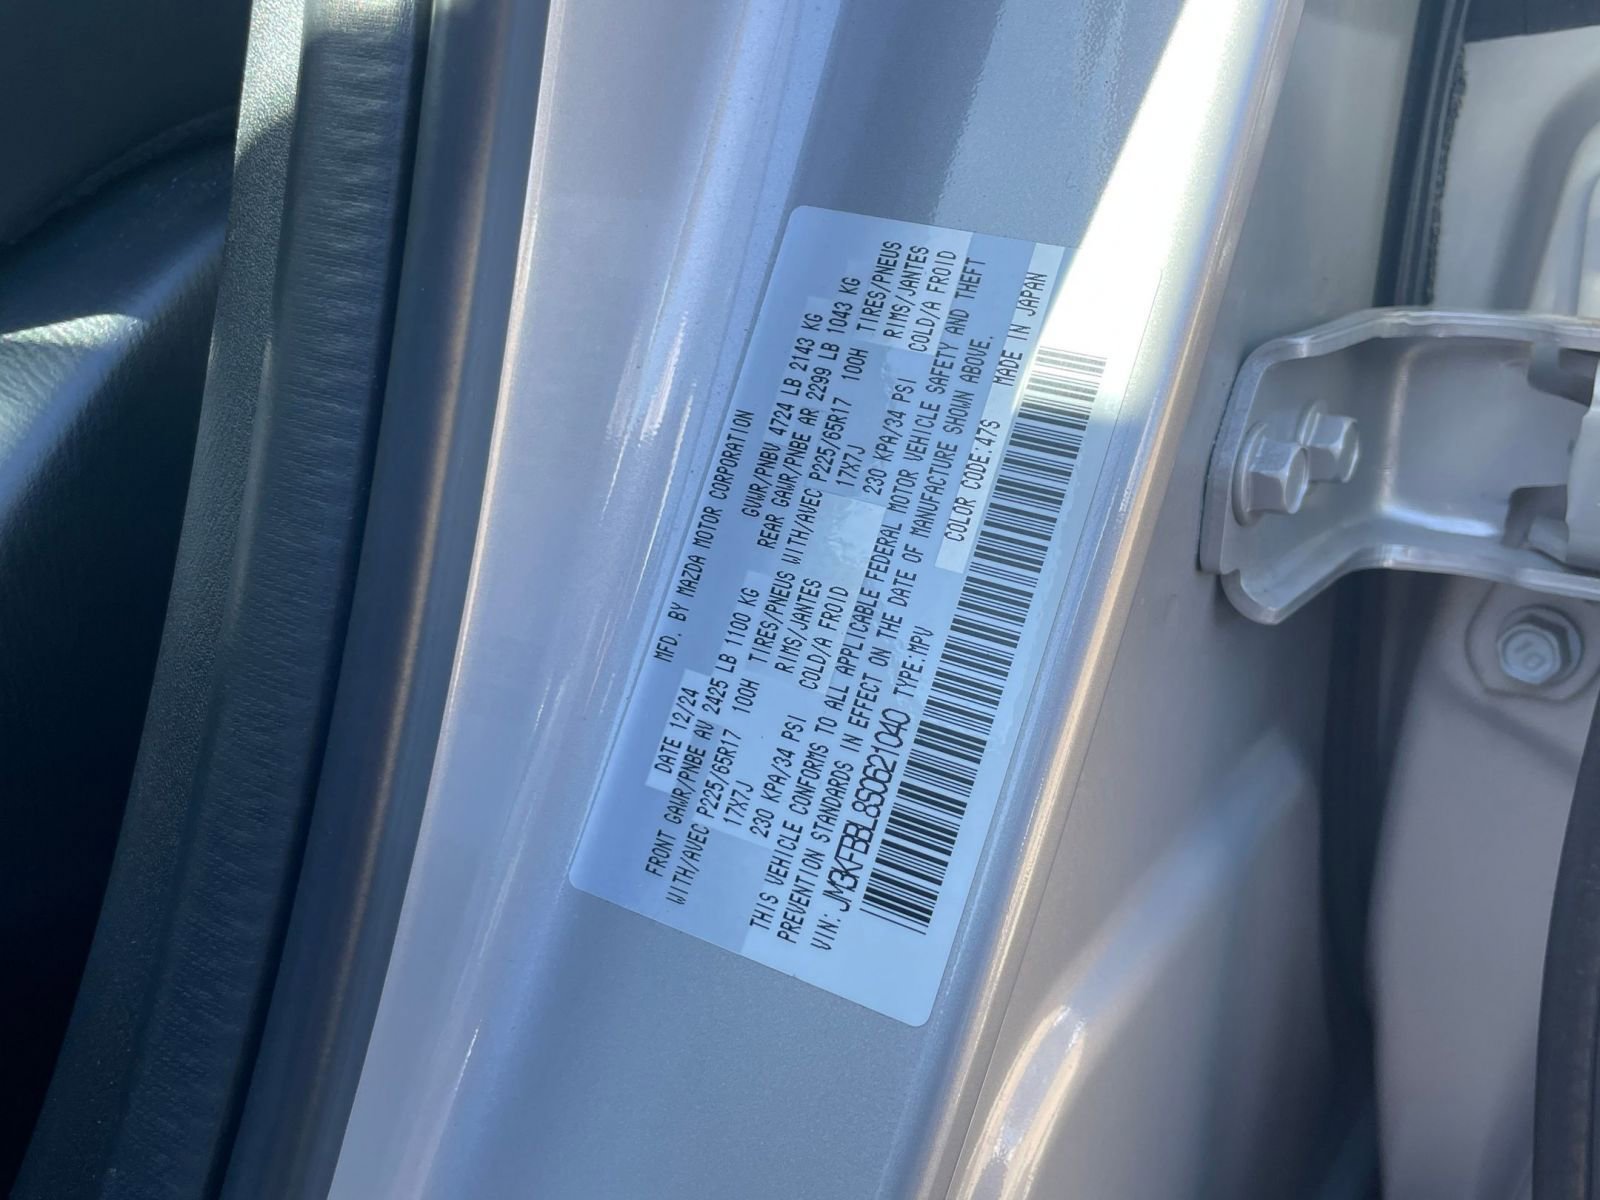 MFD. BY MAZDA MOTOR CORPORATION
DATE 12/24 GVWR/PNBV 4724 LB 2143 KG
FRONT GAWR/PNBE AV 2425 LB 1100 KG REAR GAWR/PNBE AR 2299 LB 1043 KG
WITH/AVEC P225/65R17 100H TIRES/PNEUS WITH/AVEC P225/65R17 100H TIRES/PNEUS
17X7J RIMS/JANTES 17X7J RIMS/JANTES
230 KPA/34 PSI COLD/A FROID 230 KPA/34 PSI COLD/A FROID
THIS VEHICLE CONFORMS TO ALL APPLICABLE FEDERAL MOTOR VEHICLE SAFETY AND THEFT
PREVENTION STANDARDS IN EFFECT ON THE DATE OF MANUFACTURE SHOWN ABOVE.
VIN: JM3KFBBL8S0621040 TYPE:MPV COLOR CODE:47S MADE IN JAPAN
10